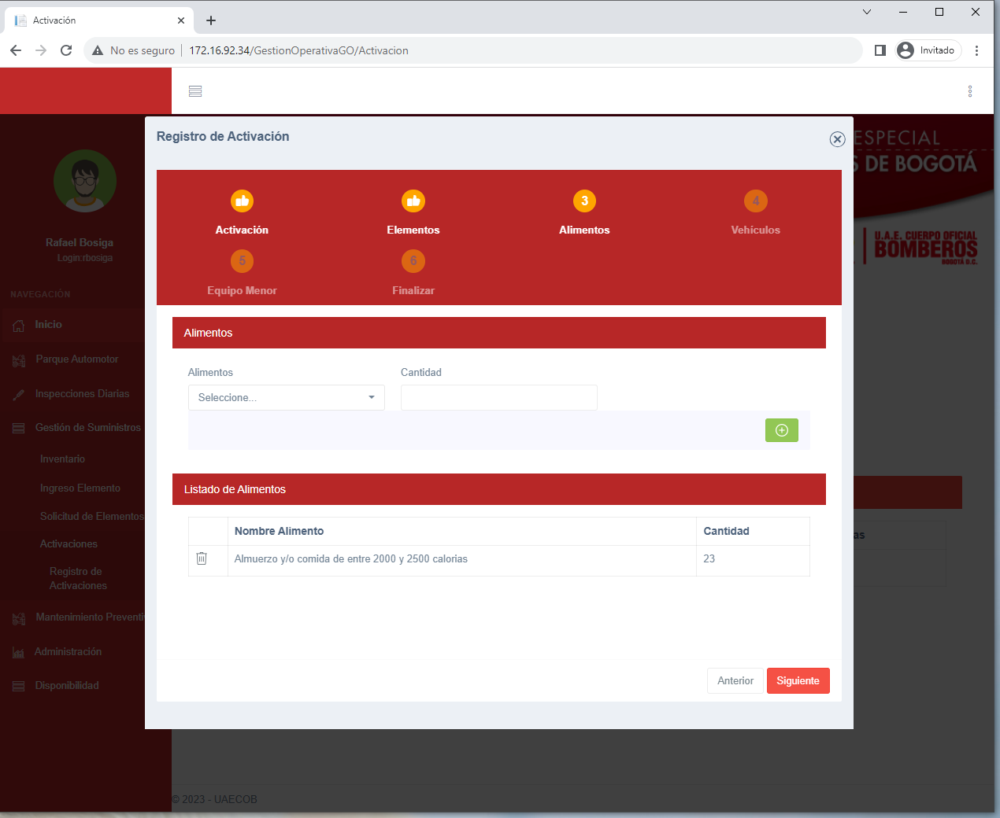 Activación
No es seguro
172.16.92.34/GestionOperativaGO/Activacion
Invitado
Registro de Activación
ESPECIAL
S DE BOGOTÁ
U.A.E. CUERPO OFICIAL
BOMBEROS
BOGOTÁ D.C.
Rafael Bosiga
Login:rbosiga
NAVEGACIÓN
Inicio
Parque Automotor
Inspecciones Diarias
Gestión de Suministros
Inventario
Ingreso Elemento
Solicitud de Elementos
Activaciones
Registro de
Activaciones
Mantenimiento Preventiv
Administración
Disponibilidad
Activación
Elementos
3
Alimentos
4
Vehículos
5
Equipo Menor
6
Finalizar
Alimentos
Alimentos
Cantidad
Seleccione...
Listado de Alimentos
Nombre Alimento
Cantidad
as
Almuerzo y/o comida de entre 2000 y 2500 calorias
23
Anterior
Siguiente
© 2023 - UAECOB